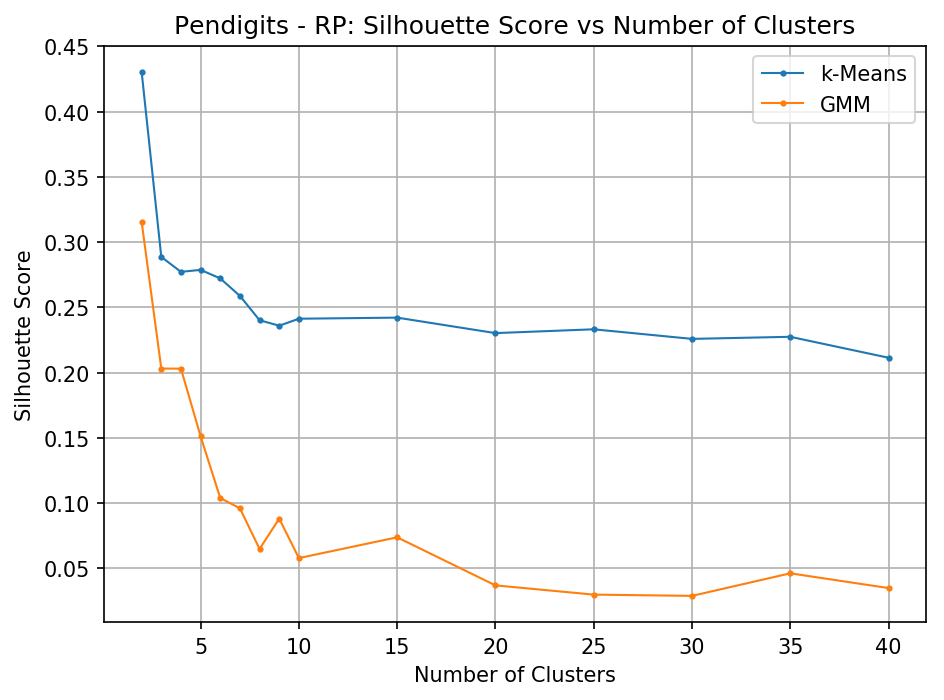 Pendigits - RP: Silhouette Score vs Number of Clusters
k-Means
GMM
Silhouette Score
0.45
0.40
0.35
0.30
0.25
0.20
0.15
0.10
0.05
5 10 15 20 25 30 35 40
Number of Clusters